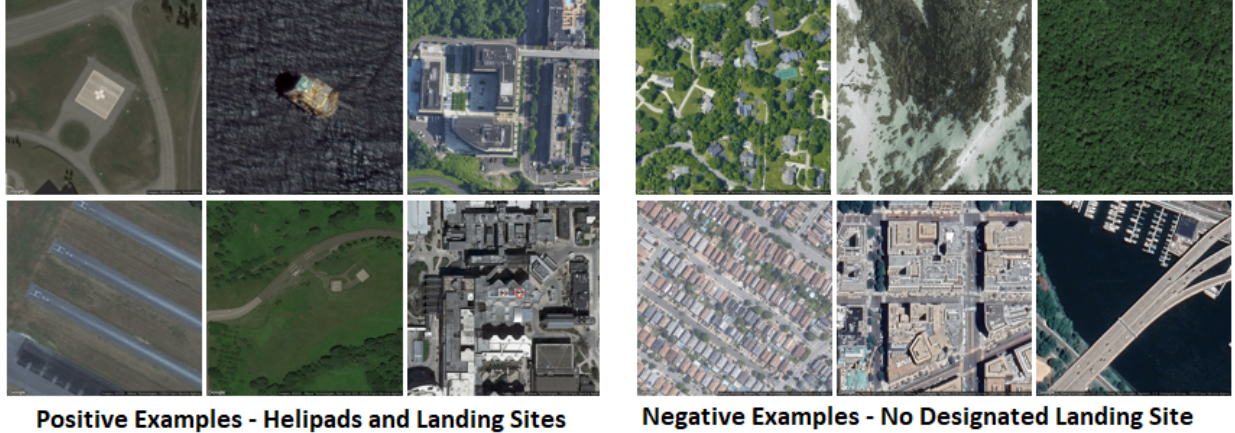 Positive Examples - Helipads and Landing Sites
Negative Examples - No Designated Landing Site